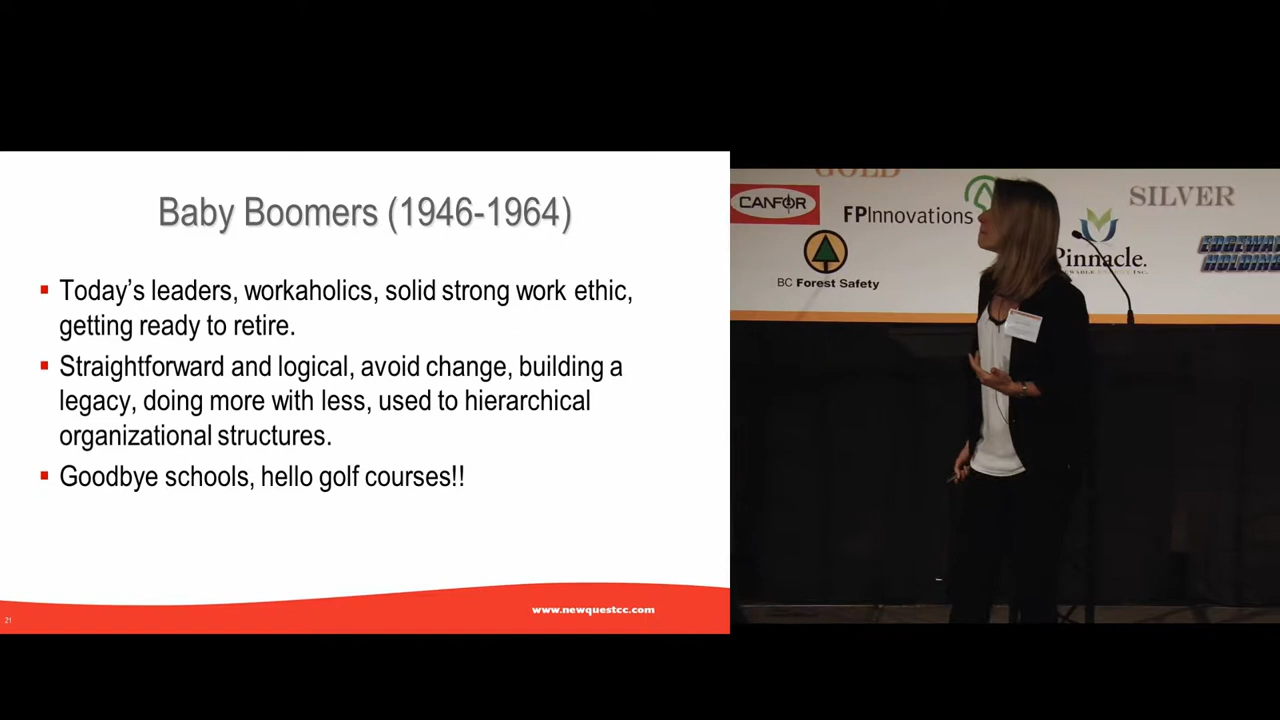 Baby Boomers (1946-1964)
▪ Today’s leaders, workaholics, solid strong work ethic,
getting ready to retire.
▪ Straightforward and logical, avoid change, building a
legacy, doing more with less, used to hierarchical
organizational structures.
▪ Goodbye schools, hello golf courses!!
www.newquestcc.com
21
GOLD
SILVER
CANFOR
FPInnovations
BC Forest Safety
Pinnacle.